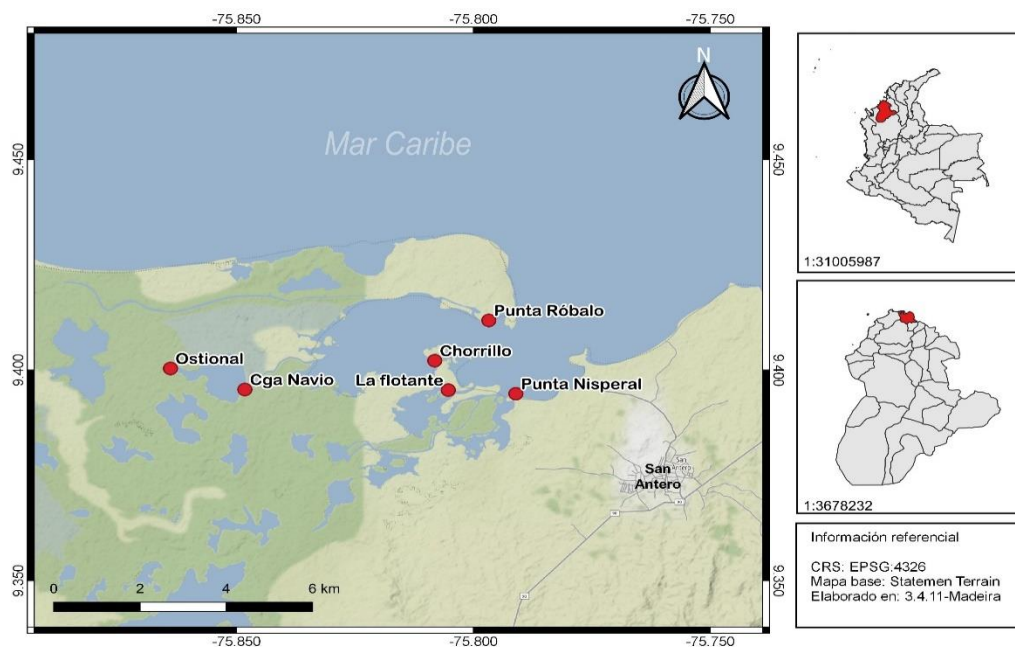 -75.850
-75.800
-75.750
N
Mar Caribe
9.450
9.450
Punta Róbalo
Chorrillo
Ostional
9.400
9.400
Cga Navio
La flotante
Punta Nisperal
San
Antero
San
Antero
9.350
9.350
0
2
4
6 km
-75.850
-75.800
-75.750
1:31005987
1:3678232
Información referencial
CRS: EPSG:4326
Mapa base: Statemen Terrain
Elaborado en: 3.4.11-Madeira